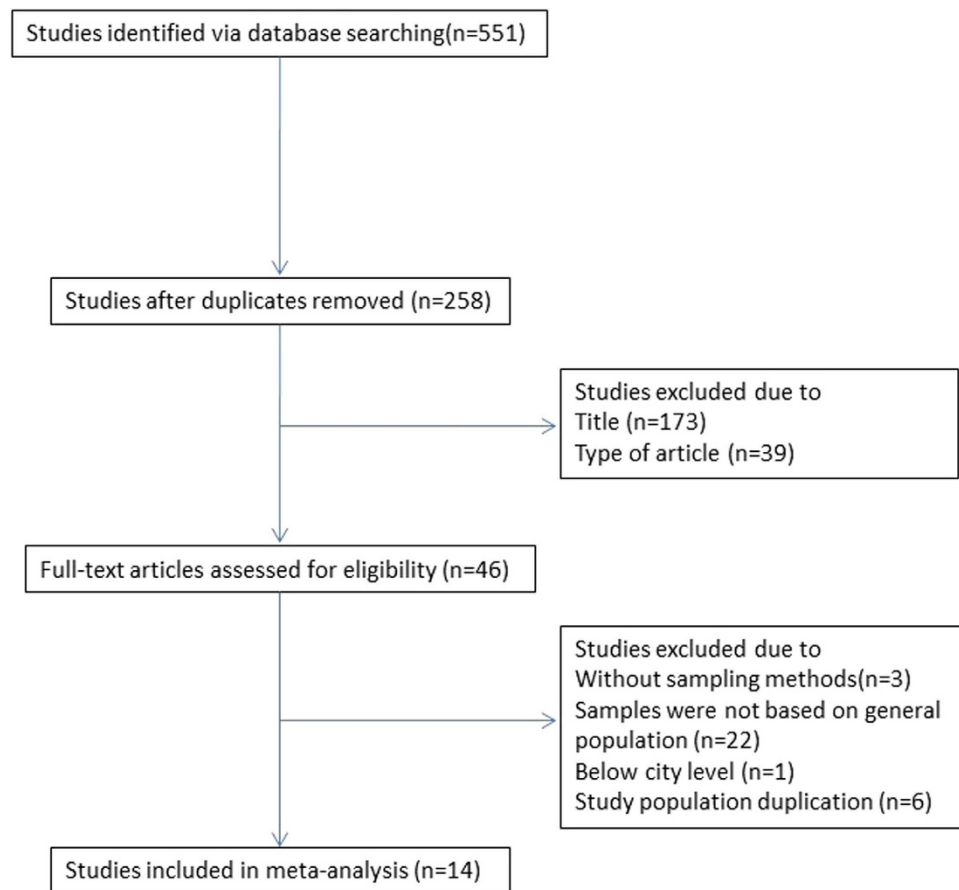 Studies identified via database searching(n=551)
Studies after duplicates removed (n=258)
Studies excluded due to
Title (n=173)
Type of article (n=39)
Full-text articles assessed for eligibility (n=46)
Studies excluded due to
Without sampling methods(n=3)
Samples were not based on general
population (n=22)
Below city level (n=1)
Study population duplication (n=6)
Studies included in meta-analysis (n=14)